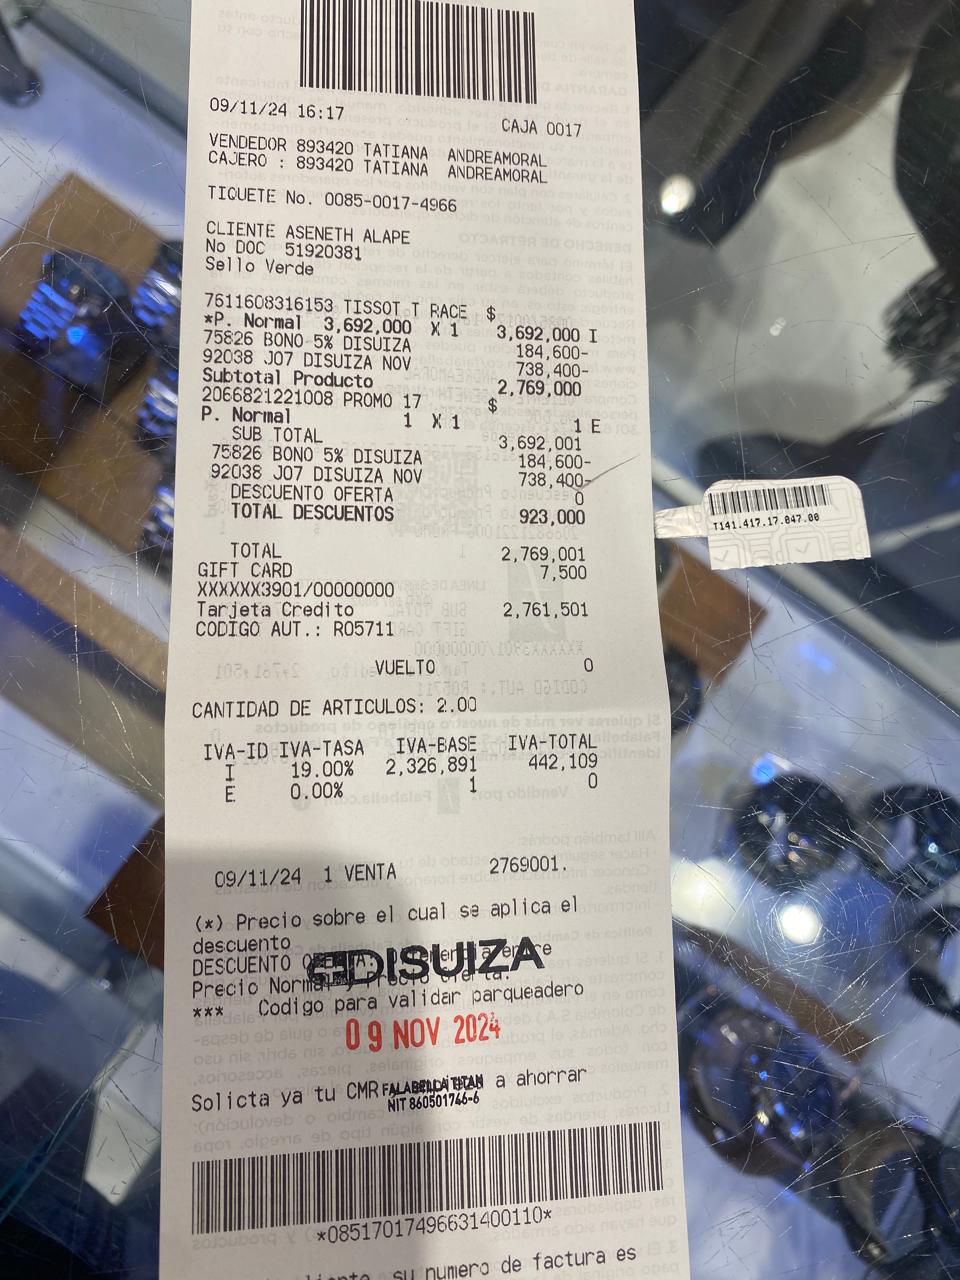 09/11/24 16:17 CAJA 0017
VENDEDOR 893420 TATIANA ANDREAMORAL
CAJERO : 893420 TATIANA ANDREAMORAL
TIQUETE No. 0085-0017-4966
CLIENTE ASENETH ALAPE
No DOC 51920381
Sello Verde
7611608316153 TISSOT T RACE $
*P. Normal 3,692,000 X 1 3,692,000 I
75826 BONO 5% DISUIZA 184,600-
92038 JO7 DISUIZA NOV 738,400-
Subtotal Producto 2,769,000
2066821221008 PROMO 17 $
P. Normal 1 X 1 1 E
SUB TOTAL 3,692,001
75826 BONO 5% DISUIZA 184,600-
92038 JO7 DISUIZA NOV 738,400-
DESCUENTO OFERTA 0
TOTAL DESCUENTOS 923,000
TOTAL 2,769,001
GIFT CARD 7,500
XXXXXX3901/00000000
Tarjeta Credito 2,761,501
CODIGO AUT.: R05711
VUELTO 0
CANTIDAD DE ARTICULOS: 2.00
IVA-ID IVA-TASA IVA-BASE IVA-TOTAL
I 19.00% 2,326,891 442,109
E 0.00% 1 0
09/11/24 1 VENTA 2769001.
(*) Precio sobre el cual se aplica el
descuento
DESCUENTO
DISUIZA
Precio
*** Codigo para validar parqueadero
09 NOV 2024
Solicta ya tu CMR a ahorrar
FALABELLA TITAN
NIT 860501746-6
*08517017496631400110*
su numero de factura es
T141.417.17.047.00